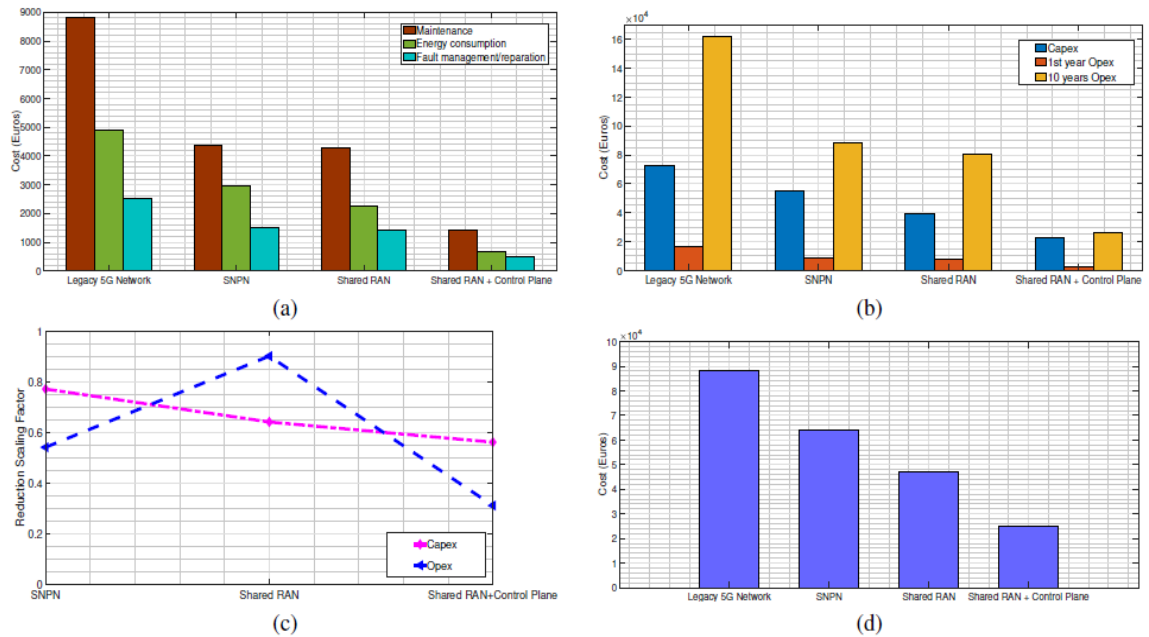 9000
8000
7000
6000
5000
4000
3000
2000
1000
0
Cost (Euros)
Maintenance
Energy consumption
Fault management/reparation
Legacy 5G Network SNPN Shared RAN Shared RAN + Control Plane
(a)
×10⁴
16
14
12
10
8
6
4
2
0
Cost (Euros)
Capex
1st year Opex
10 years Opex
Legacy 5G Network SNPN Shared RAN Shared RAN + Control Plane
(b)
1
0.8
0.6
0.4
0.2
0
Reduction Scaling Factor
Capex
Opex
SNPN Shared RAN Shared RAN+Control Plane
(c)
×10⁴
10
9
8
7
6
5
4
3
2
1
0
Cost (Euros)
Legacy 5G Network SNPN Shared RAN Shared RAN + Control Plane
(d)